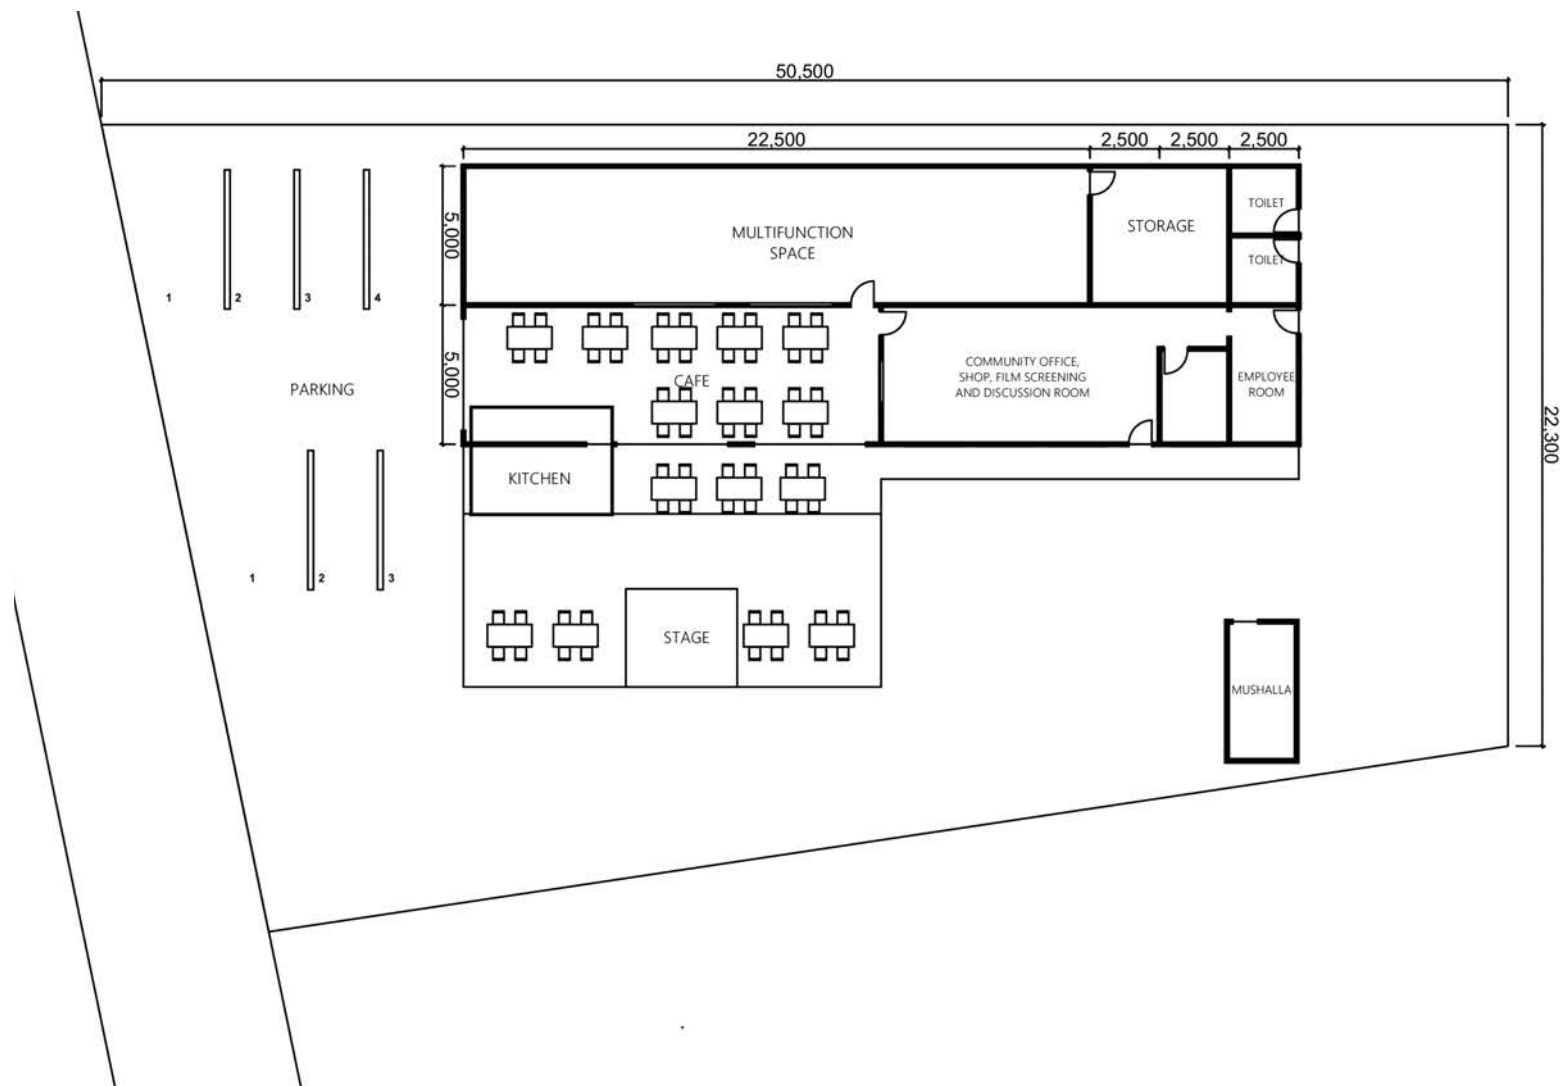 50,500
22,500
2,500
2,500
2,500
5,000
MULTIFUNCTION
SPACE
STORAGE
TOILET
TOILET
1
2
3
4
PARKING
5,000
CAFE
COMMUNITY OFFICE,
SHOP, FILM SCREENING
AND DISCUSSION ROOM
EMPLOYEE
ROOM
22,300
KITCHEN
1
2
3
STAGE
MUSHALLA